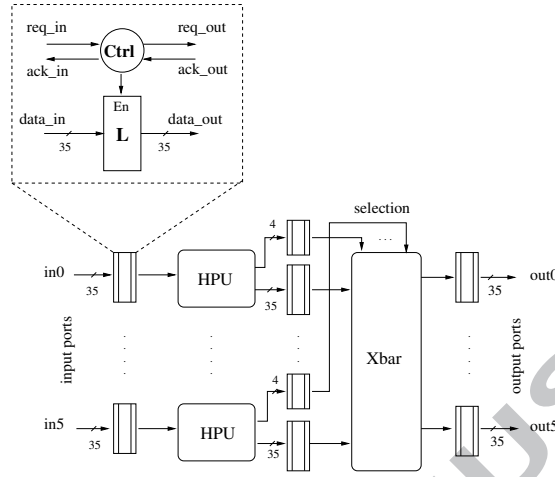 req_in
req_out
Ctrl
ack_in
ack_out
En
data_in
data_out
L
35
35
selection
4
. . .
in0
35
HPU
35
Xbar
out0
35
input ports
output ports
4
in5
35
HPU
35
out5
35
US